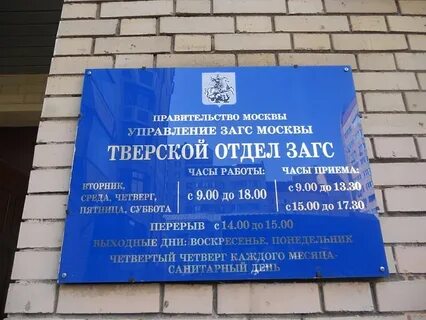 ПРАВИТЕЛЬСТВО МОСКВЫ
УПРАВЛЕНИЕ ЗАГС МОСКВЫ
ТВЕРСКОЙ ОТДЕЛ ЗАГС
ЧАСЫ РАБОТЫ: ЧАСЫ ПРИЕМА:
ВТОРНИК,
СРЕДА, ЧЕТВЕРГ,
ПЯТНИЦА, СУББОТА
с 9.00 до 18.00
с 9.00 до 13.30
с 15.00 до 17.30
ПЕРЕРЫВ с 14.00 до 15.00
ВЫХОДНЫЕ ДНИ: ВОСКРЕСЕНЬЕ, ПОНЕДЕЛЬНИК
ЧЕТВЕРТЫЙ ЧЕТВЕРГ КАЖДОГО МЕСЯЦА-
САНИТАРНЫЙ ДЕНЬ